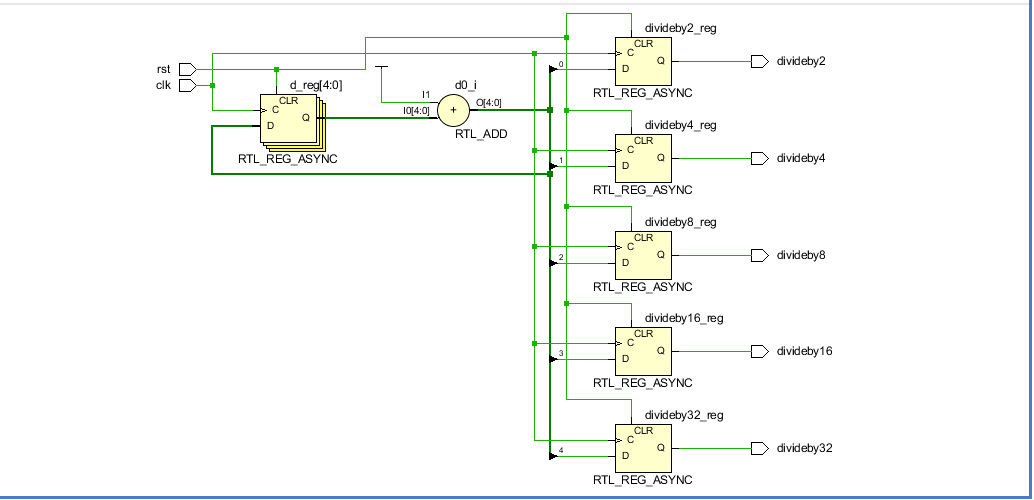 rst
clk
d_reg[4:0]
CLR
C
D
Q
RTL_REG_ASYNC
d0_i
I1
I0[4:0]
+
O[4:0]
RTL_ADD
divideby2_reg
CLR
C
0
D
Q
RTL_REG_ASYNC
divideby2
divideby4_reg
CLR
C
1
D
Q
RTL_REG_ASYNC
divideby4
divideby8_reg
CLR
C
2
D
Q
RTL_REG_ASYNC
divideby8
divideby16_reg
CLR
C
3
D
Q
RTL_REG_ASYNC
divideby16
divideby32_reg
CLR
C
4
D
Q
RTL_REG_ASYNC
divideby32